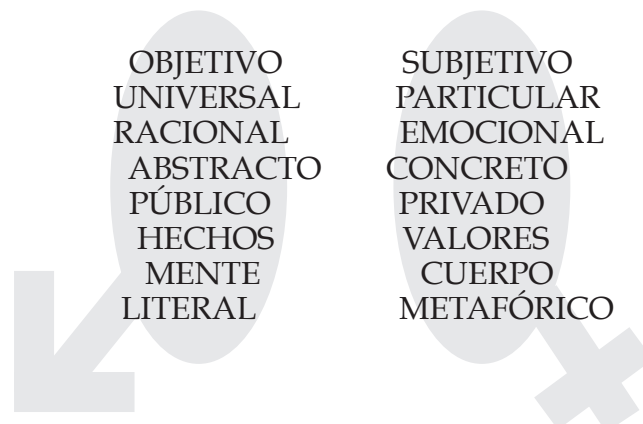 OBJETIVO SUBJETIVO
UNIVERSAL PARTICULAR
RACIONAL EMOCIONAL
ABSTRACTO CONCRETO
PÚBLICO PRIVADO
HECHOS VALORES
MENTE CUERPO
LITERAL METAFÓRICO